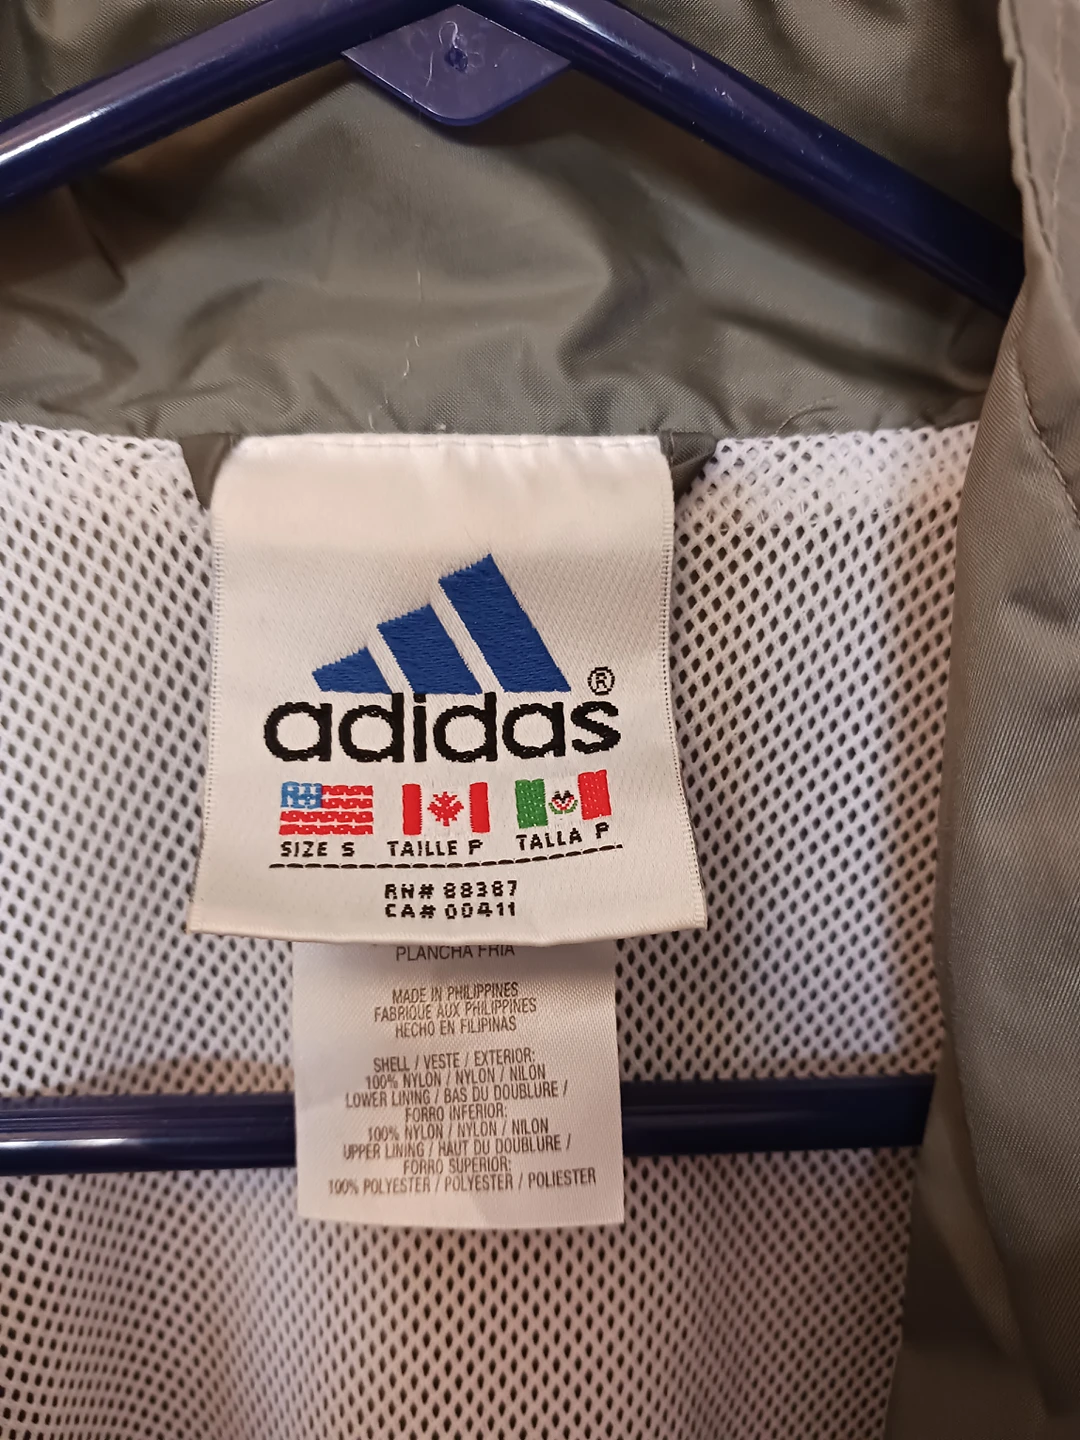 adidas®
SIZE S TAILLE P TALLA P
RN# 88387
CA# 00411
PLANCHA FRIA
MADE IN PHILIPPINES
FABRIQUE AUX PHILIPPINES
HECHO EN FILIPINAS
SHELL / VESTE / EXTERIOR:
100% NYLON / NYLON / NILON
LOWER LINING / BAS DU DOUBLURE /
FORRO INFERIOR:
100% NYLON / NYLON / NILON
UPPER LINING / HAUT DU DOUBLURE /
FORRO SUPERIOR:
100% POLYESTER / POLYESTER / POLIESTER